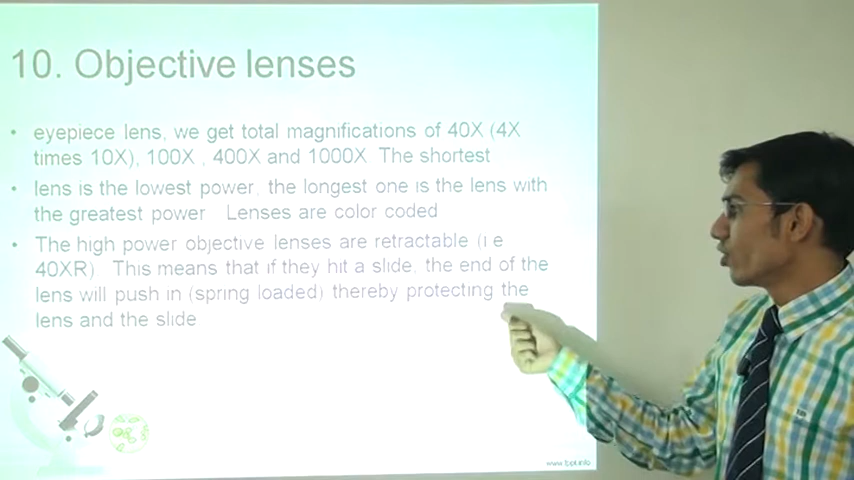 10. Objective lenses
• eyepiece lens, we get total magnifications of 40X (4X
times 10X), 100X , 400X and 1000X The shortest
• lens is the lowest power, the longest one is the lens with
the greatest power Lenses are color coded
• The high power objective lenses are retractable (i e
40XR) This means that if they hit a slide, the end of the
lens will push in (spring loaded) thereby protecting the
lens and the slide